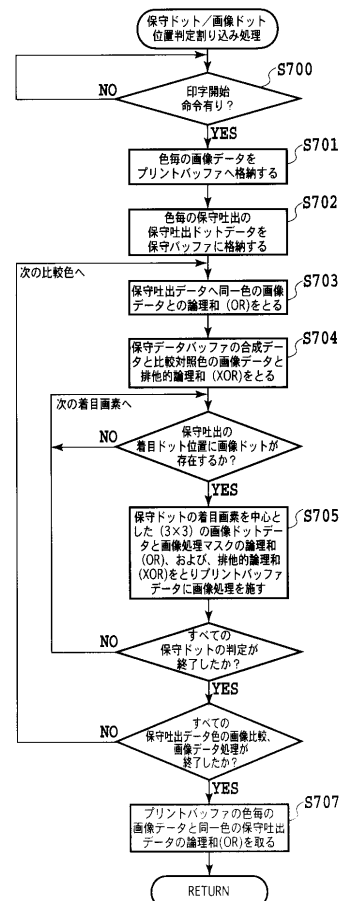 保守ドット／画像ドット
位置判定割り込み処理
S700
印字開始
命令有り？
NO
YES
S701
色毎の画像データを
プリントバッファへ格納する
S702
色毎の保守吐出の
保守吐出ドットデータを
保守バッファに格納する
次の比較色へ
S703
保守吐出データへ同一色の画像
データとの論理和 (OR)をとる
S704
保守データバッファの合成デー
タと比較対照色の画像データと
排他的論理和 (XOR)をとる
次の着目画素へ
NO
保守吐出の
着目ドット位置に画像ドットが
存在するか？
YES
S705
保守ドットの着目画素を中心と
した (3×3) の画像ドットデー
タと画像処理マスクの論理和
(OR)、および、排他的論理和
(XOR)をとりプリントバッファ
データに画像処理を施す
NO
すべての
保守ドットの判定が
終了したか？
YES
NO
すべての
保守吐出データ色の画像比較、
画像データ処理が
終了したか？
YES
S707
プリントバッファの色毎の
画像データと同一色の保守吐出
データの論理和(OR)を取る
RETURN